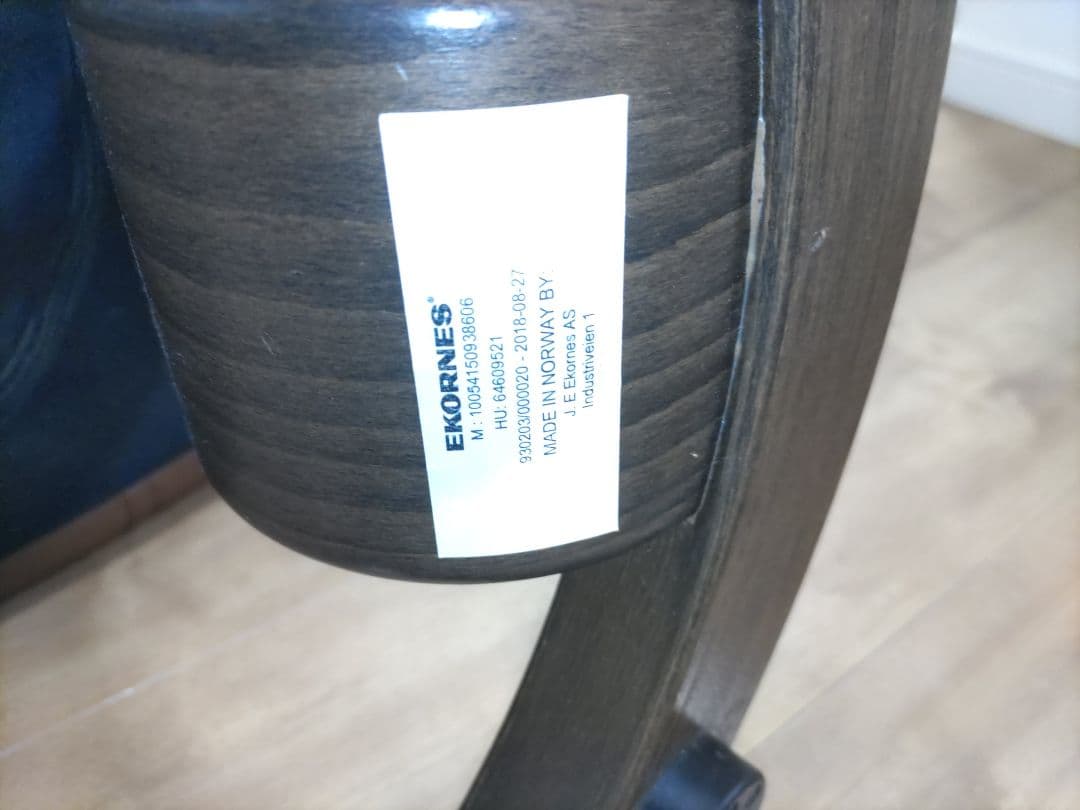 EKORNES®
M: 10054150938606
HU: 64609521
930203/000020 - 2018-08-27
MADE IN NORWAY BY:
J. E Ekornes AS
Industriveien 1